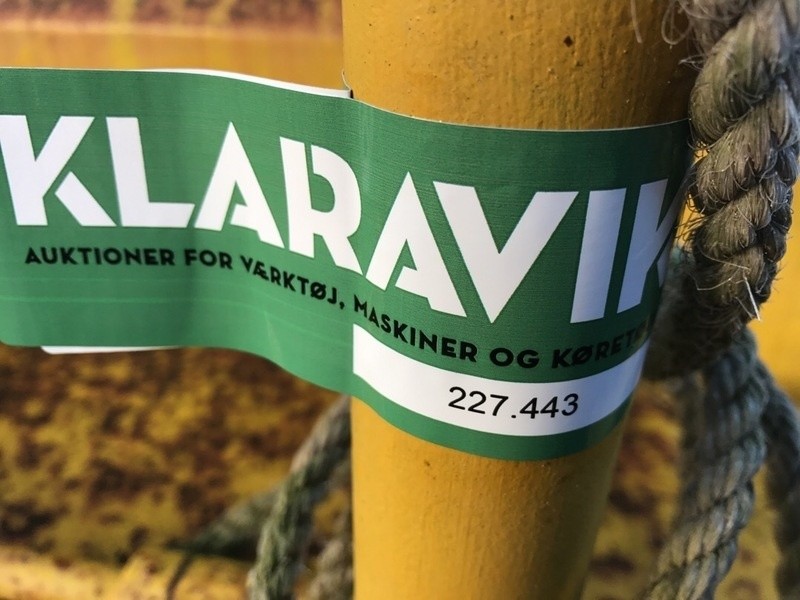 KLARAVIK
AUKTIONER FOR VÆRKTØJ, MASKINER OG
227.443